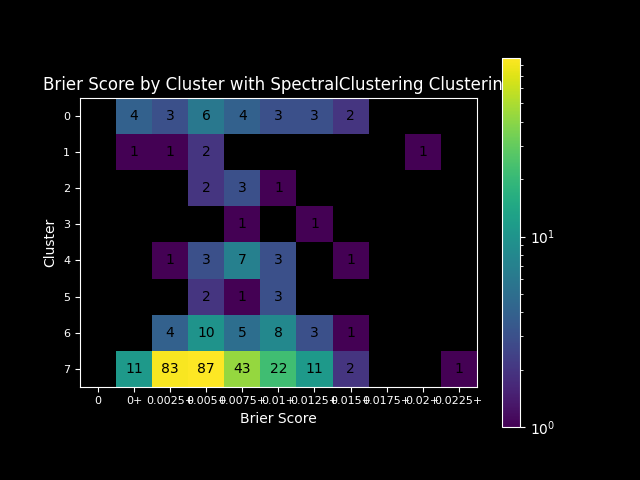 Brier Score by Cluster with SpectralClustering Clusterin
0 4 3 6 4 3 3 2
1 1 1 2 1
2 2 3 1
3 1 1
4 1 3 7 3 1
5 2 1 3
6 4 10 5 8 3 1
7 11 83 87 43 22 11 2 1
0 0+ 0.0025+ 0.005+ 0.0075+ 0.01+ 0.0125+ 0.015+ 0.0175+ 0.02+ 0.0225+
Brier Score
Cluster
10^1
10^0